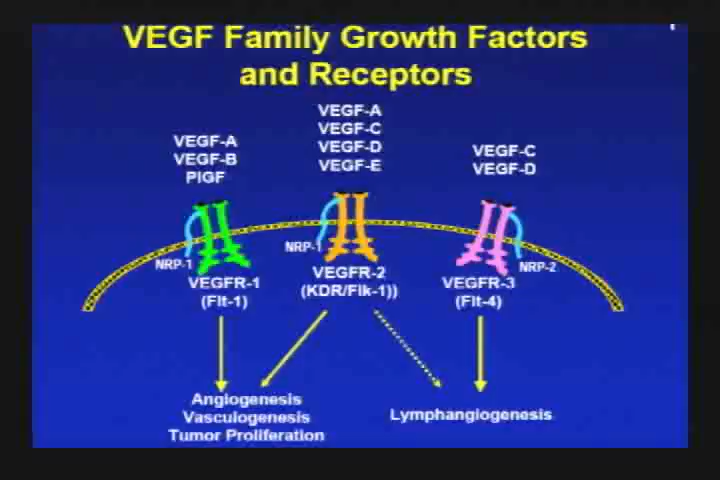 VEGF Family Growth Factors
and Receptors
VEGF-A
VEGF-B
PlGF
VEGF-A
VEGF-C
VEGF-D
VEGF-E
VEGF-C
VEGF-D
NRP-1
NRP-1
NRP-2
VEGFR-1
(Flt-1)
VEGFR-2
(KDR/Flk-1))
VEGFR-3
(Flt-4)
Angiogenesis
Vasculogenesis
Tumor Proliferation
Lymphangiogenesis